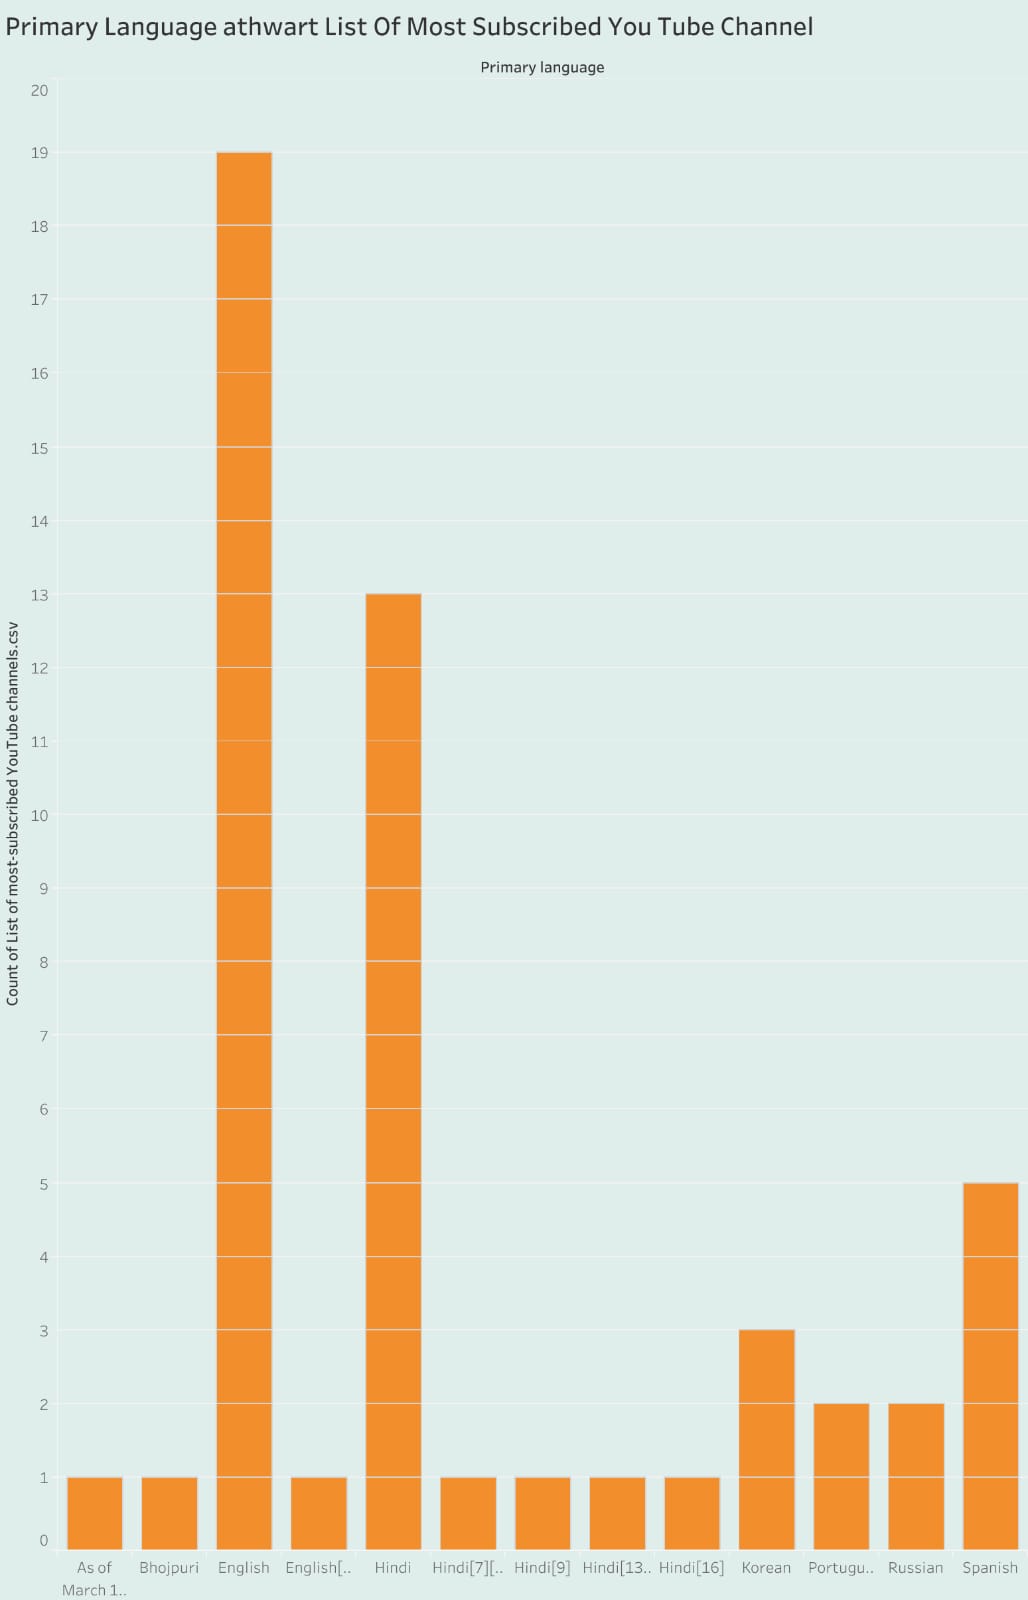 Primary Language athwart List Of Most Subscribed You Tube Channel
Primary language
Count of List of most-subscribed YouTube channels.csv
20
19
18
17
16
15
14
13
12
11
10
9
8
7
6
5
4
3
2
1
0
As of
March 1..
Bhojpuri
English
English[..
Hindi
Hindi[7][..
Hindi[9]
Hindi[13..
Hindi[16]
Korean
Portugu..
Russian
Spanish